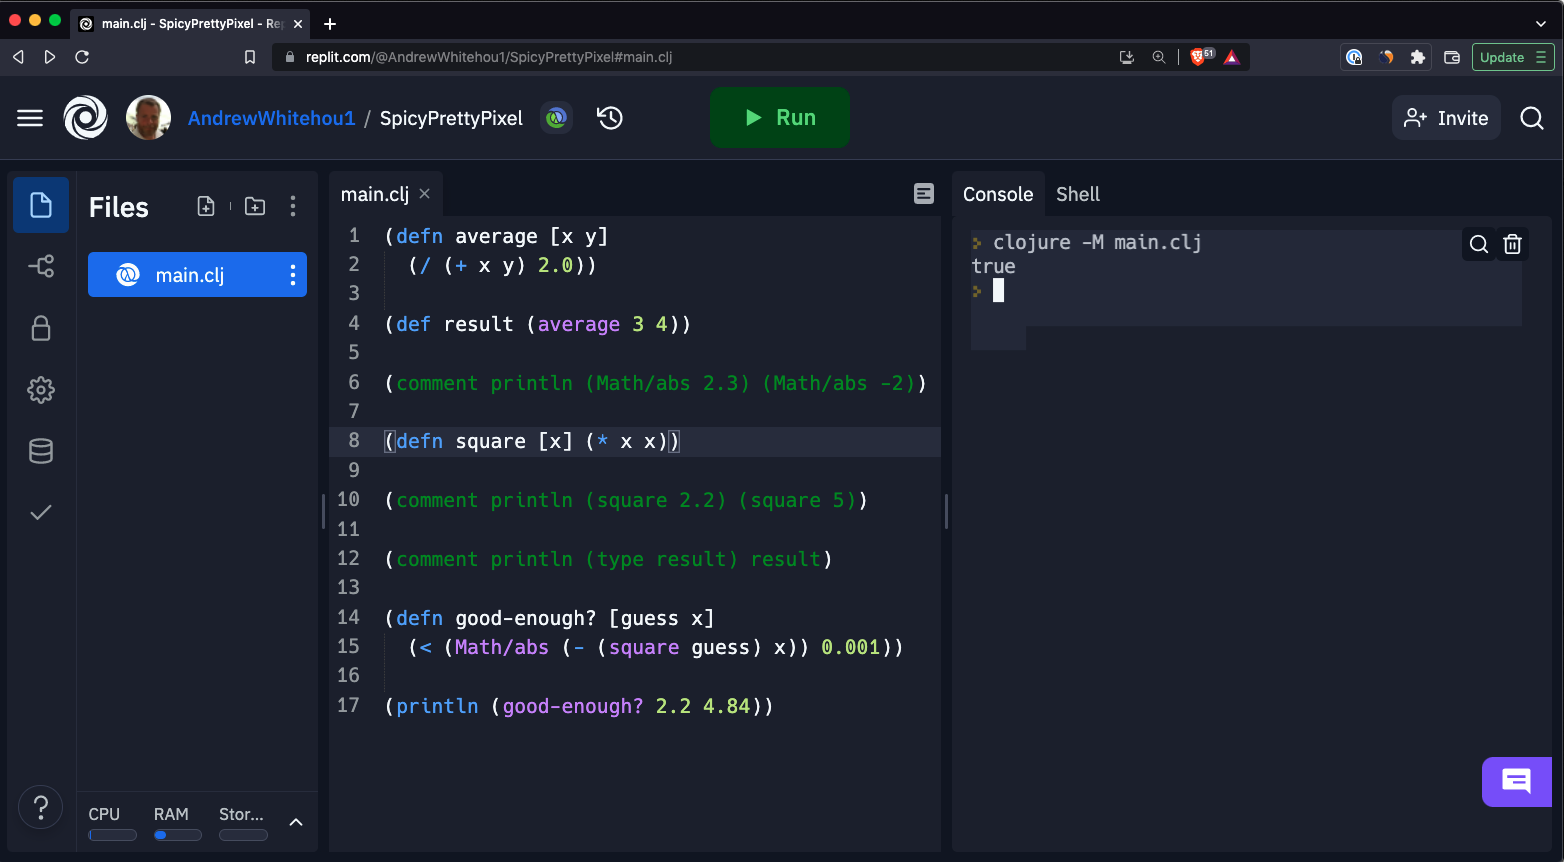 main.clj - SpicyPrettyPixel - Rep
replit.com/@AndrewWhitehou1/SpicyPrettyPixel#main.clj
51
Update
AndrewWhitehou1 / SpicyPrettyPixel
Run
Invite
Files
main.clj
CPU RAM Stor...
main.clj
1 (defn average [x y]
2 (/ (+ x y) 2.0))
3
4 (def result (average 3 4))
5
6 (comment println (Math/abs 2.3) (Math/abs -2))
7
8 (defn square [x] (* x x))
9
10 (comment println (square 2.2) (square 5))
11
12 (comment println (type result) result)
13
14 (defn good-enough? [guess x]
15 (< (Math/abs (- (square guess) x)) 0.001))
16
17 (println (good-enough? 2.2 4.84))
Console Shell
clojure -M main.clj
true